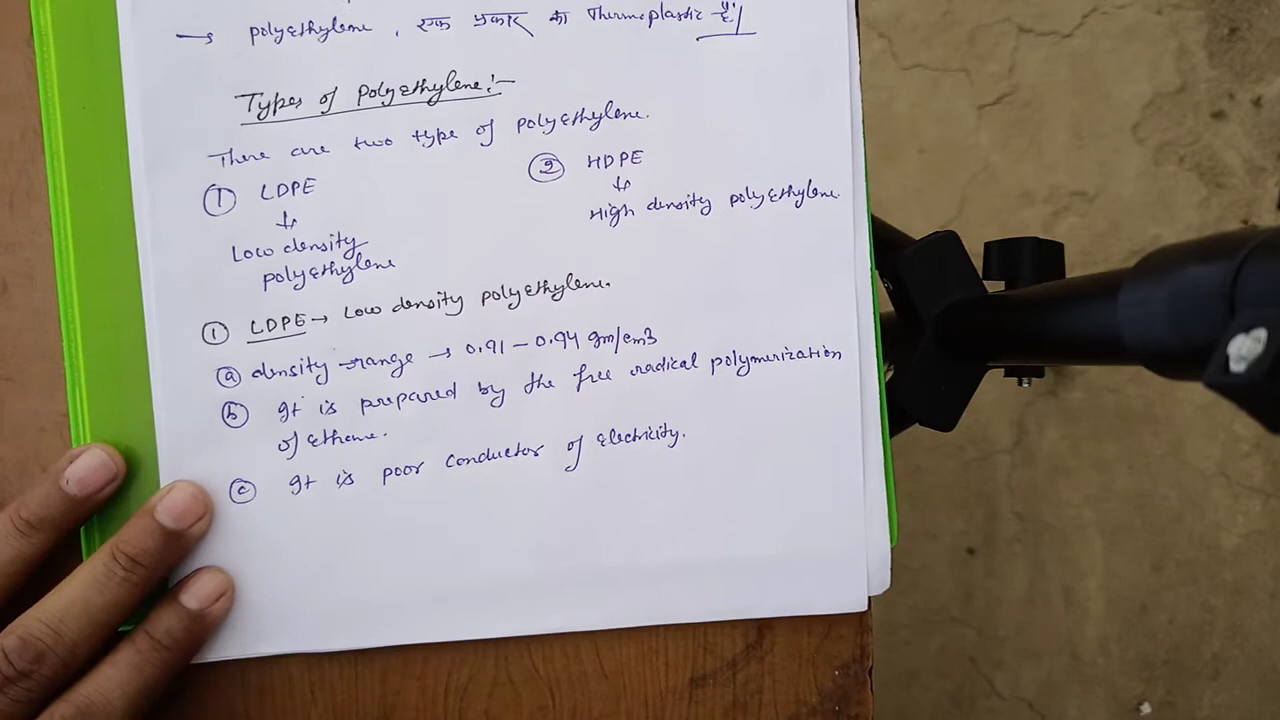 → polyethylene, एक प्रकार का Thermoplastic है|
Types of Polyethylene:-
There are two type of polyethylene.
① LDPE
↓
Low density
polyethylene
② HDPE
↓
High density polyethylene
① LDPE → Low density polyethylene.
ⓐ density range → 0.91 – 0.94 gm/cm3
ⓑ It is prepared by the free radical polymerization
of ethene.
ⓒ It is poor conductor of electricity.